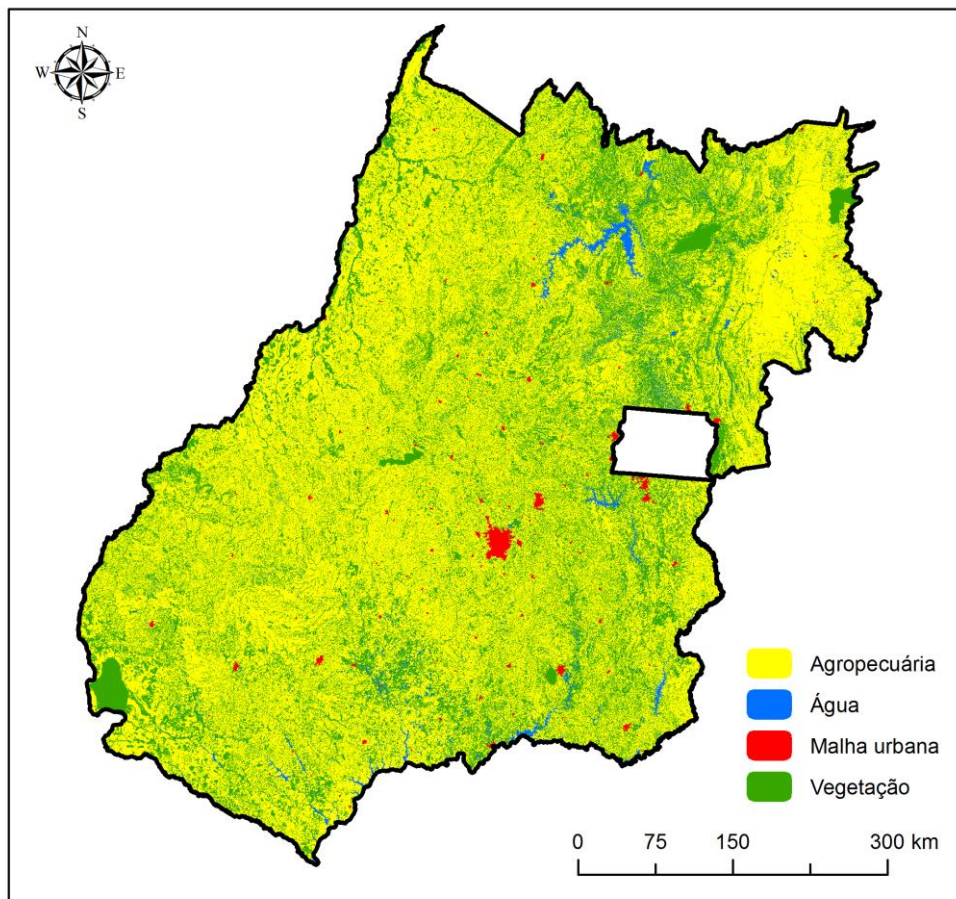 N
W E
S
Agropecuária
Água
Malha urbana
Vegetação
0 75 150 300 km